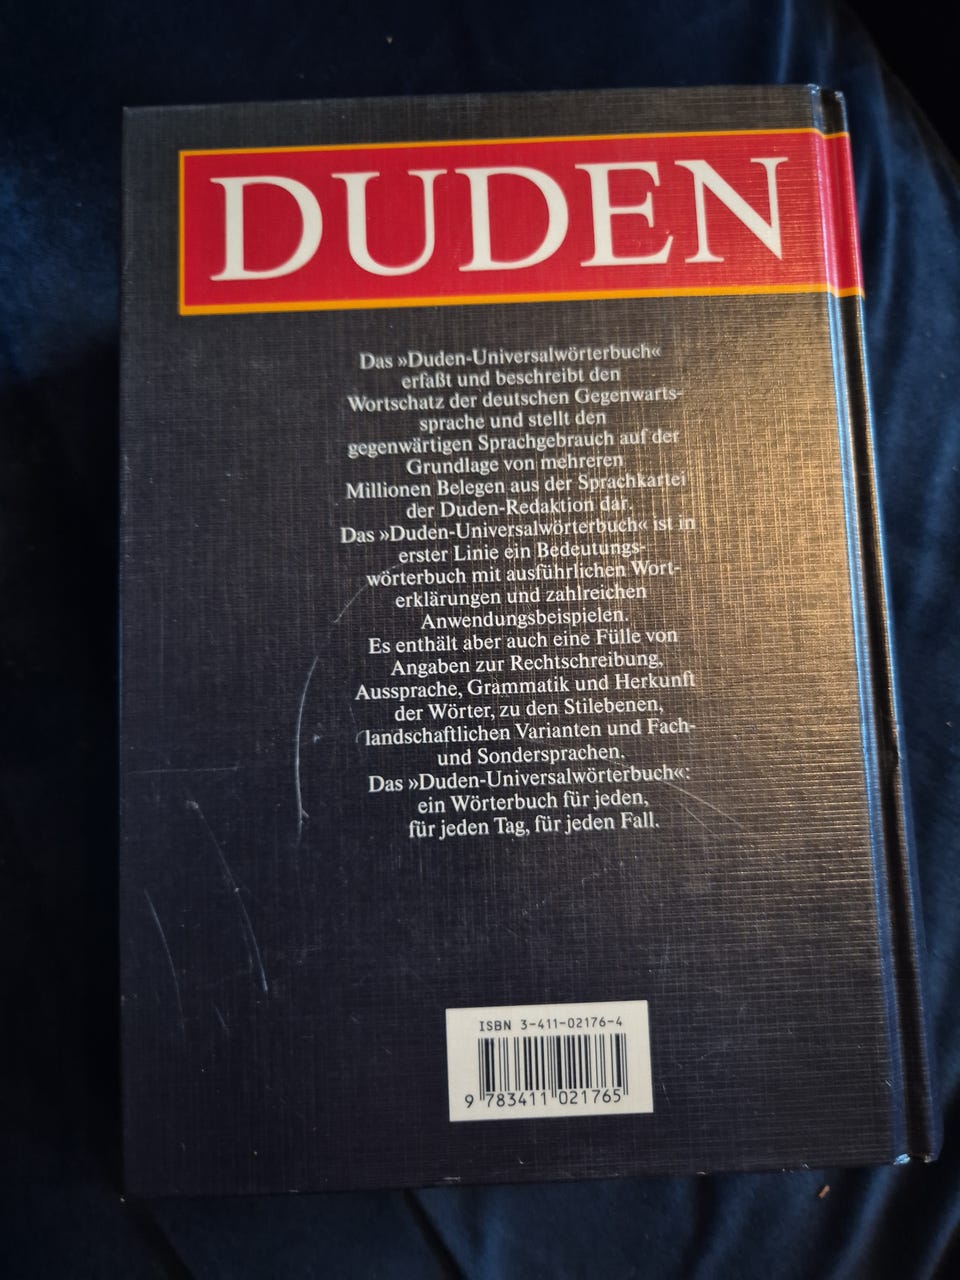 DUDEN
Das »Duden-Universalwörterbuch«
erfaßt und beschreibt den
Wortschatz der deutschen Gegenwarts-
sprache und stellt den
gegenwärtigen Sprachgebrauch auf der
Grundlage von mehreren
Millionen Belegen aus der Sprachkartei
der Duden-Redaktion dar.
Das »Duden-Universalwörterbuch« ist in
erster Linie ein Bedeutungs-
wörterbuch mit ausführlichen Wort-
erklärungen und zahlreichen
Anwendungsbeispielen.
Es enthält aber auch eine Fülle von
Angaben zur Rechtschreibung,
Aussprache, Grammatik und Herkunft
der Wörter, zu den Stilebenen,
landschaftlichen Varianten und Fach-
und Sondersprachen.
Das »Duden-Universalwörterbuch«:
ein Wörterbuch für jeden,
für jeden Tag, für jeden Fall.
ISBN 3-411-02176-4
9 783411 021765